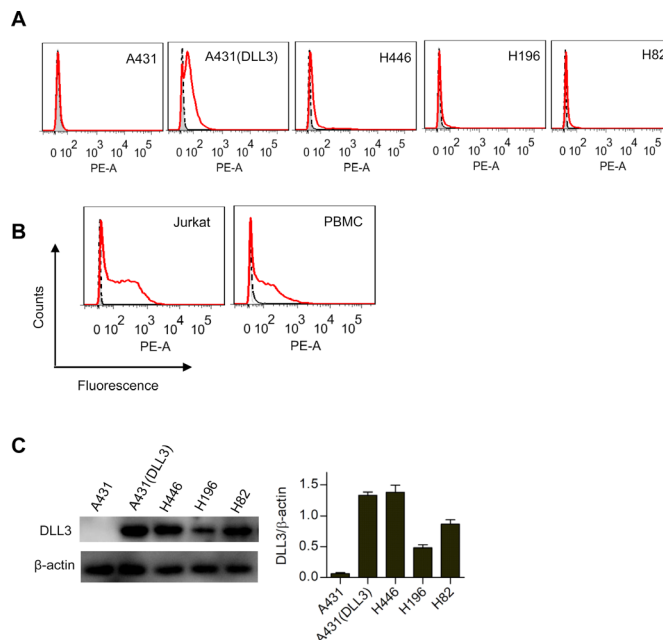 A
A431
A431(DLL3)
H446
H196
H82
0 10² 10³ 10⁴ 10⁵
0 10² 10³ 10⁴ 10⁵
0 10² 10³ 10⁴ 10⁵
0 10² 10³ 10⁴ 10⁵
0 10² 10³ 10⁴ 10⁵
PE-A
PE-A
PE-A
PE-A
PE-A
B
Jurkat
PBMC
Counts
0 10² 10³ 10⁴ 10⁵
0 10² 10³ 10⁴ 10⁵
PE-A
PE-A
Fluorescence
C
A431
A431(DLL3)
H446
H196
H82
DLL3
β-actin
DLL3/β-actin
1.5
1.0
0.5
0.0
A431
A431(DLL3)
H446
H196
H82